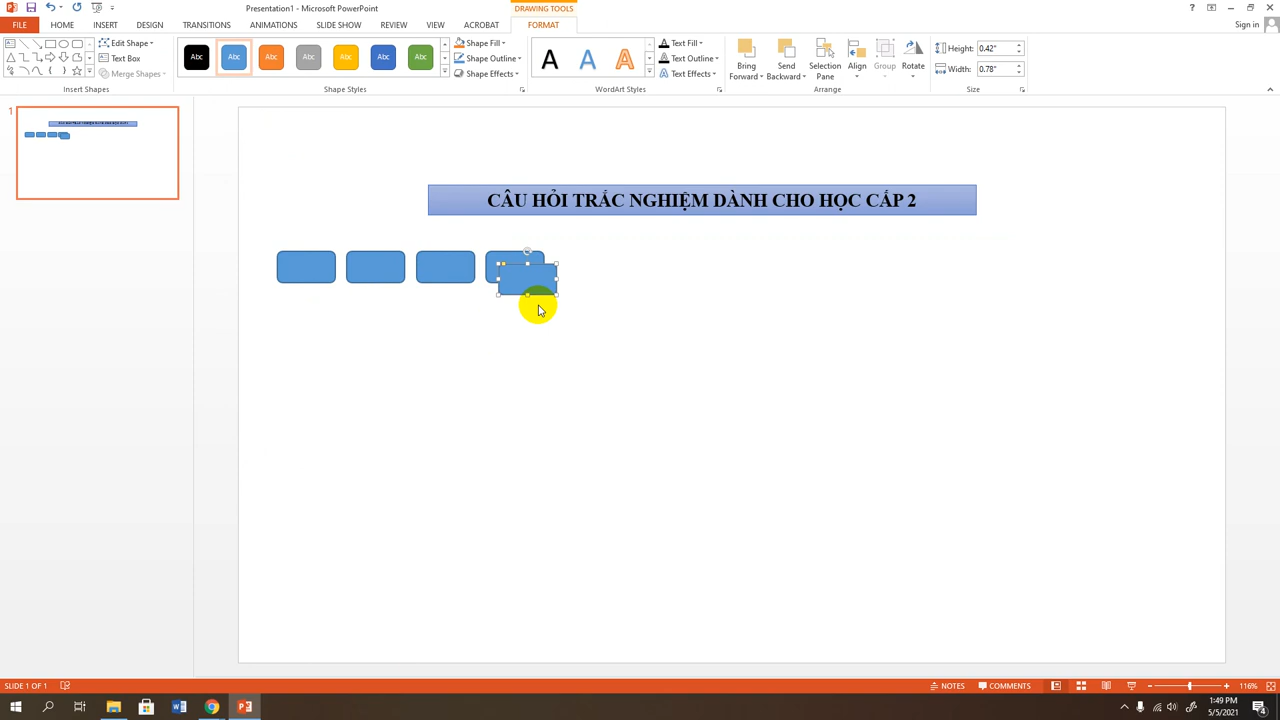 Presentation1 - Microsoft PowerPoint
DRAWING TOOLS
FILE HOME INSERT DESIGN TRANSITIONS ANIMATIONS SLIDE SHOW REVIEW VIEW ACROBAT FORMAT Sign in
Edit Shape
Text Box
Merge Shapes
Insert Shapes
Abc Abc Abc Abc Abc Abc Abc
Shape Fill
Shape Outline
Shape Effects
Shape Styles
A A A
Text Fill
Text Outline
Text Effects
WordArt Styles
Bring Forward
Send Backward
Selection Pane
Align
Group
Rotate
Arrange
Height: 0.42"
Width: 0.78"
Size
1
CÂU HỎI TRẮC NGHIỆM DÀNH CHO HỌC CẤP 2
SLIDE 1 OF 1
NOTES
COMMENTS
116%
1:49 PM
5/5/2021
4